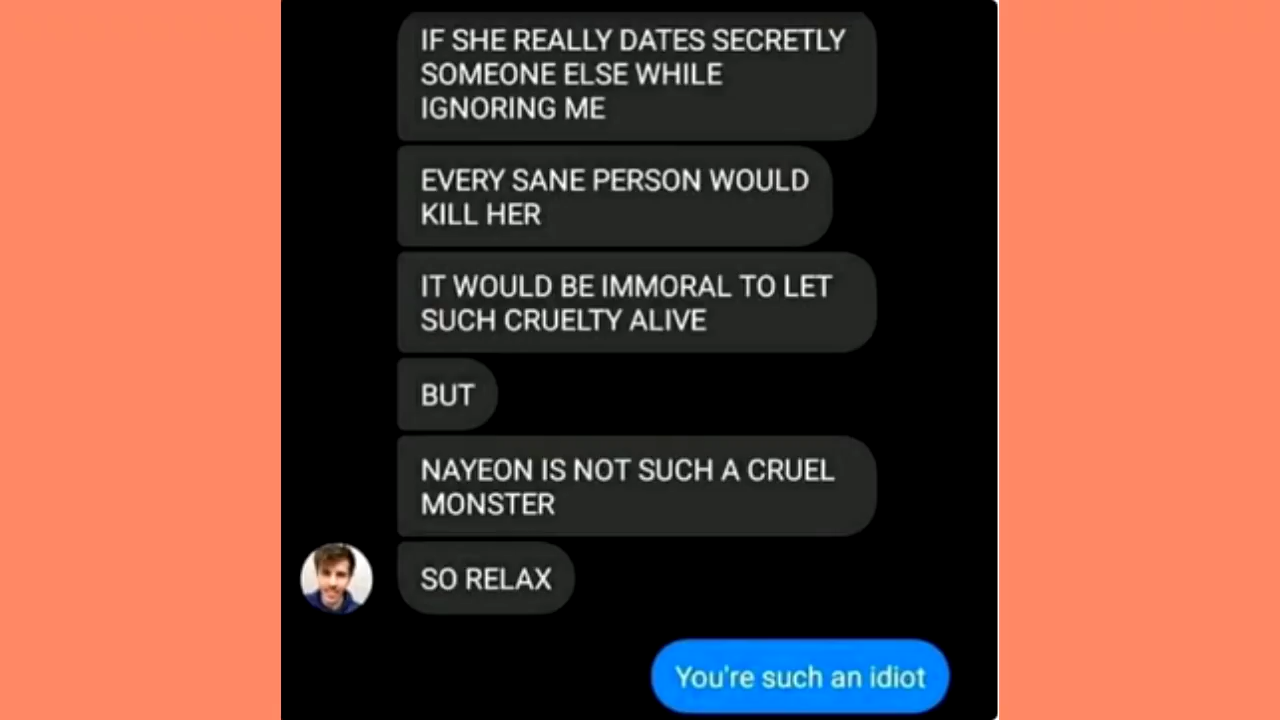 IF SHE REALLY DATES SECRETLY
SOMEONE ELSE WHILE
IGNORING ME
EVERY SANE PERSON WOULD
KILL HER
IT WOULD BE IMMORAL TO LET
SUCH CRUELTY ALIVE
BUT
NAYEON IS NOT SUCH A CRUEL
MONSTER
SO RELAX
You're such an idiot